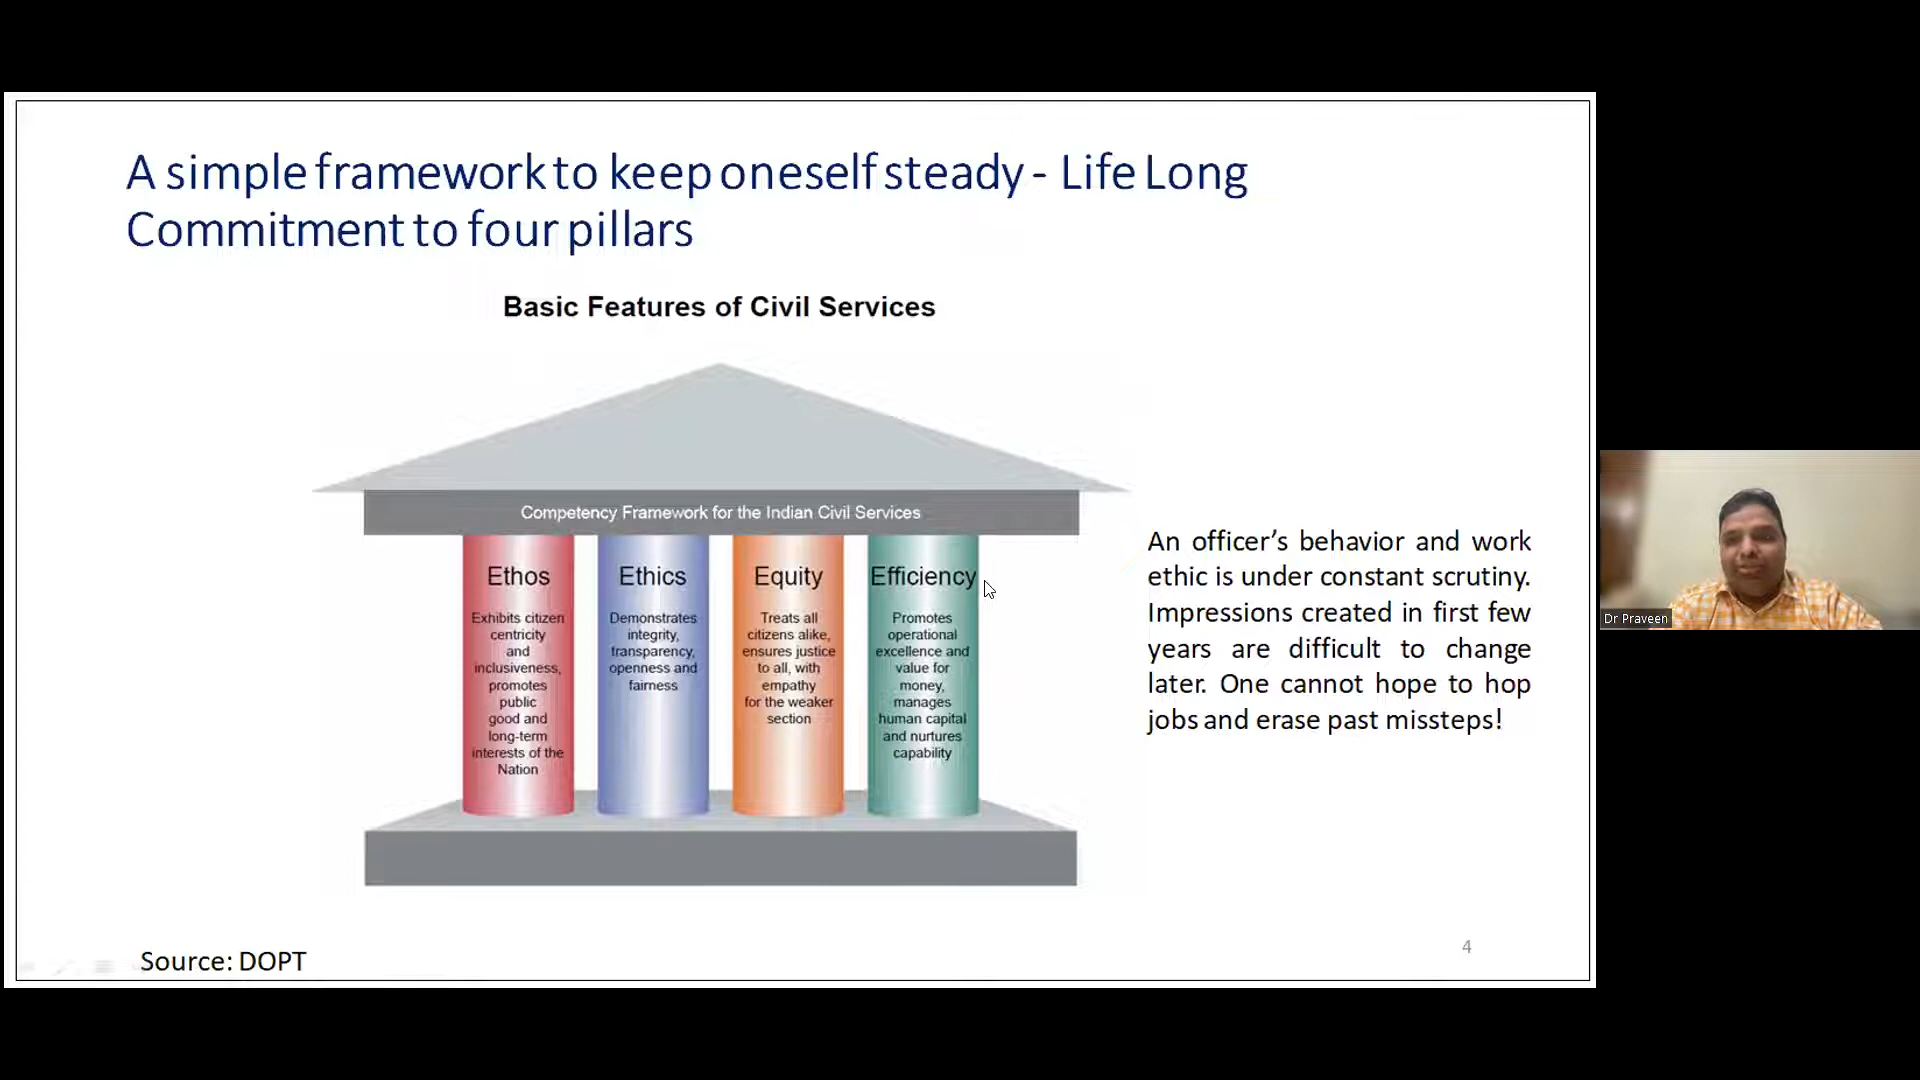 A simple framework to keep oneself steady - Life Long
Commitment to four pillars
Basic Features of Civil Services
Competency Framework for the Indian Civil Services
Ethos
Exhibits citizen
centricity
and
inclusiveness,
promotes
public
good and
long-term
interests of the
Nation
Ethics
Demonstrates
integrity,
transparency,
openness and
fairness
Equity
Treats all
citizens alike,
ensures justice
to all, with
empathy
for the weaker
section
Efficiency
Promotes
operational
excellence and
value for
money,
manages
human capital
and nurtures
capability
An officer’s behavior and work
ethic is under constant scrutiny.
Impressions created in first few
years are difficult to change
later. One cannot hope to hop
jobs and erase past missteps!
Source: DOPT
4
Dr Praveen